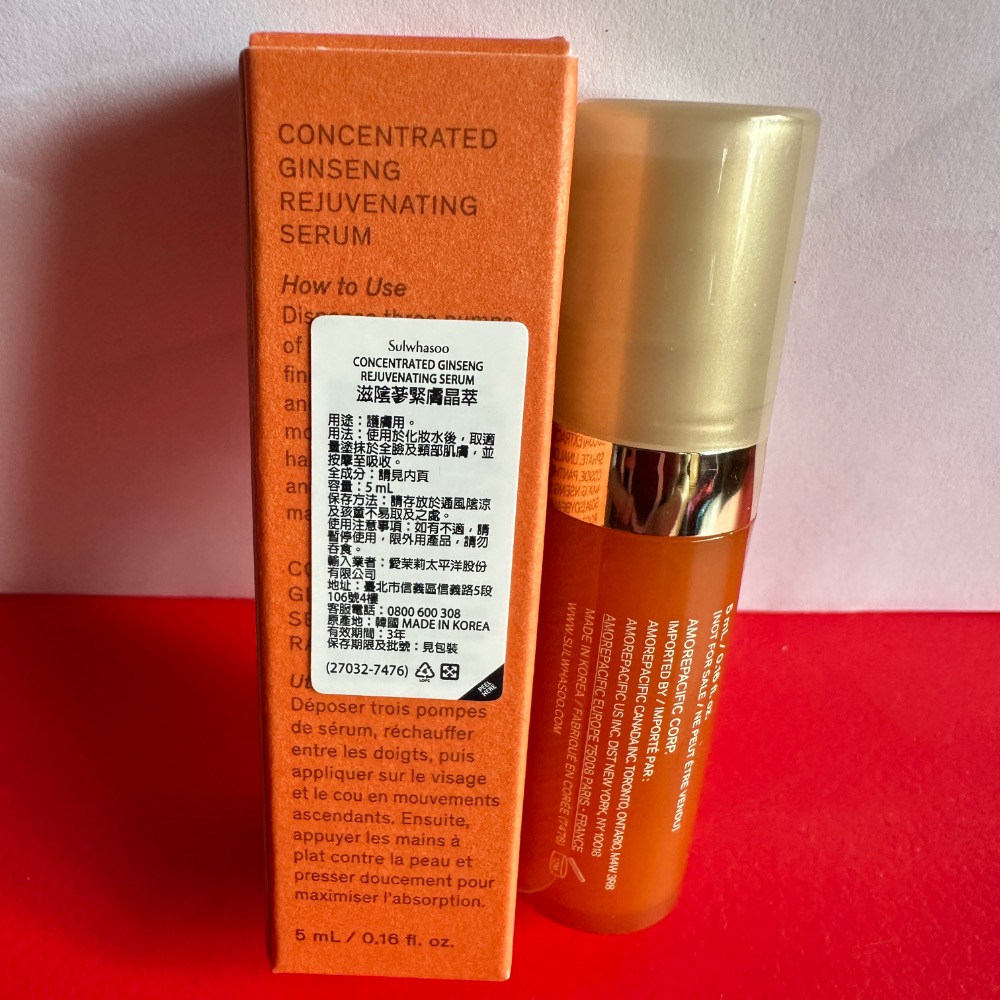 CONCENTRATED
GINSENG
REJUVENATING
SERUM
How to Use
of
Sulwhasoo
CONCENTRATED GINSENG
REJUVENATING SERUM
滋陰蔘緊膚晶萃
用途：護膚用。
用法：使用於化妝水後，取適
量塗抹於全臉及頸部肌膚，並
按摩至吸收。
全成分：請見內頁
容量：5 mL
保存方法：請存放於通風陰涼
及孩童不易取及之處。
使用注意事項：如有不適，請
暫停使用，限外用產品，請勿
吞食。
輸入業者：愛茉莉太平洋股份
有限公司
地址：臺北市信義區信義路5段
106號4樓
客服電話：0800 600 308
原產地：韓國 MADE IN KOREA
有效期間：3年
保存期限及批號：見包裝
(27032-7476)
LDPE
PEEL
HERE
Déposer trois pompes
de sérum, réchauffer
entre les doigts, puis
appliquer sur le visage
et le cou en mouvements
ascendants. Ensuite,
appuyer les mains à
plat contre la peau et
presser doucement pour
maximiser l'absorption.
5 mL / 0.16 fl. oz.
5 mL / 0.16 fl. oz.
(NOT FOR SALE / NE PEUT ÊTRE VENDU)
AMOREPACIFIC CORP.
IMPORTED BY / IMPORTÉ PAR :
AMOREPACIFIC CANADA INC. TORONTO, ONTARIO, M4W 3R8
AMOREPACIFIC US INC. DIST NEW YORK, NY 10018
AMOREPACIFIC EUROPE 75008 PARIS - FRANCE
MADE IN KOREA / FABRIQUÉ EN CORÉE (7476)
WWW.SULWHASOO.COM